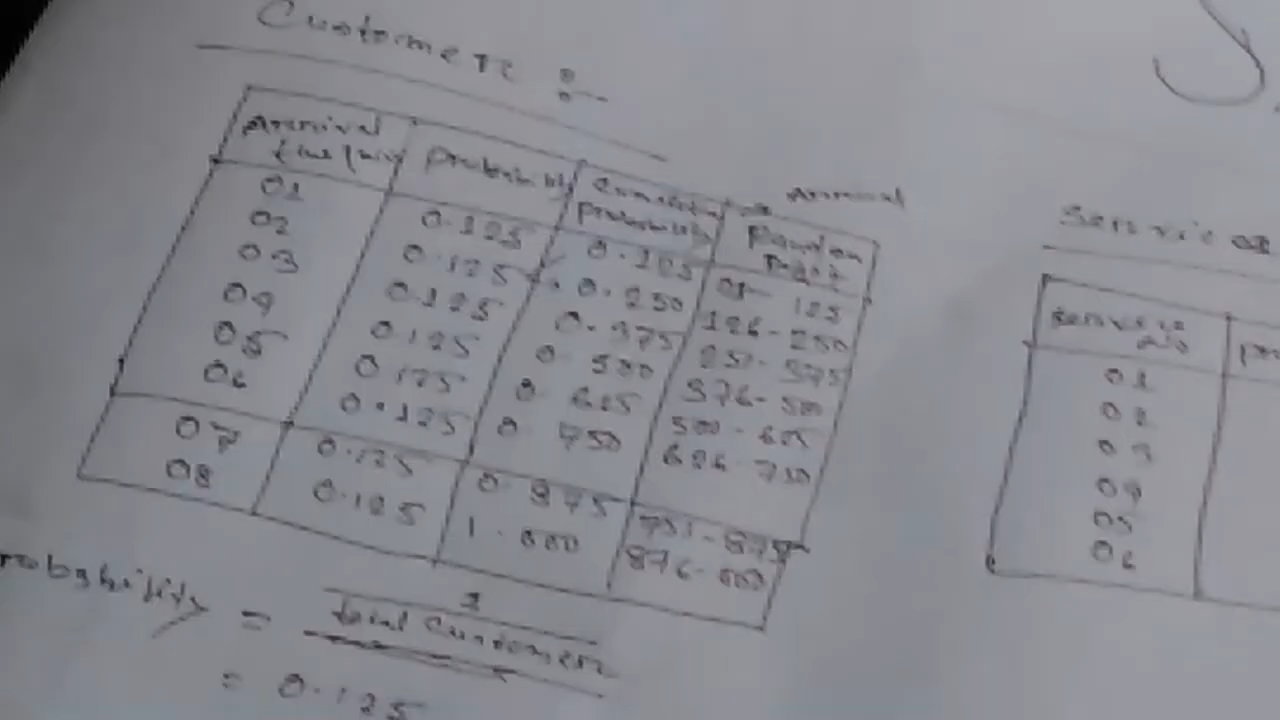 Customer :-
Arrival time (min) Probability Cumulative Probability Arrival Random Digit
01 0.125 0.125 01- 125
02 0.125 0.250 126-250
03 0.125 0.375 251-375
04 0.125 0.500 376-500
05 0.125 0.625 500-625
06 0.125 0.750 626-750
07 0.125 0.875 751-875
08 0.125 1.000 876-000
Probability = 1
total customer
= 0.125
Service
Service
01
02
03
04
05
06